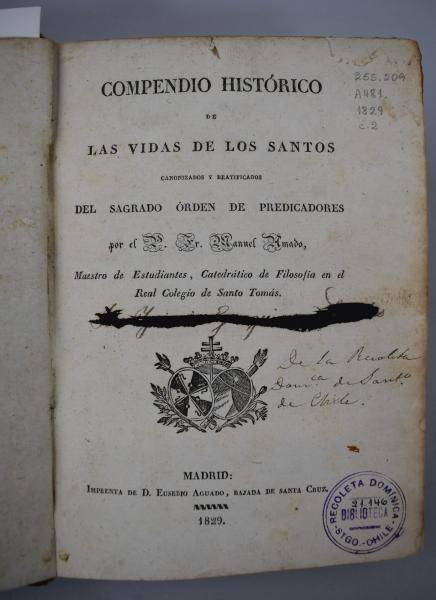 COMPENDIO HISTÓRICO
DE
LAS VIDAS DE LOS SANTOS
CANONIZADOS Y BEATIFICADOS
DEL SAGRADO ÓRDEN DE PREDICADORES
por el P. Fr. Manuel Amado,
Maestro de Estudiantes, Catedrático de Filosofía en el
Real Colegio de Santo Tomás.
255.209
A481
1829
c.2
De la Recoleta
Domca de Santo
de Chile.
MADRID:
IMPRENTA DE D. EUSEBIO AGUADO, BAJADA DE SANTA CRUZ.
1829.
RECOLETA DOMINICA
21.146
BIBLIOTECA
STGO.-CHILE